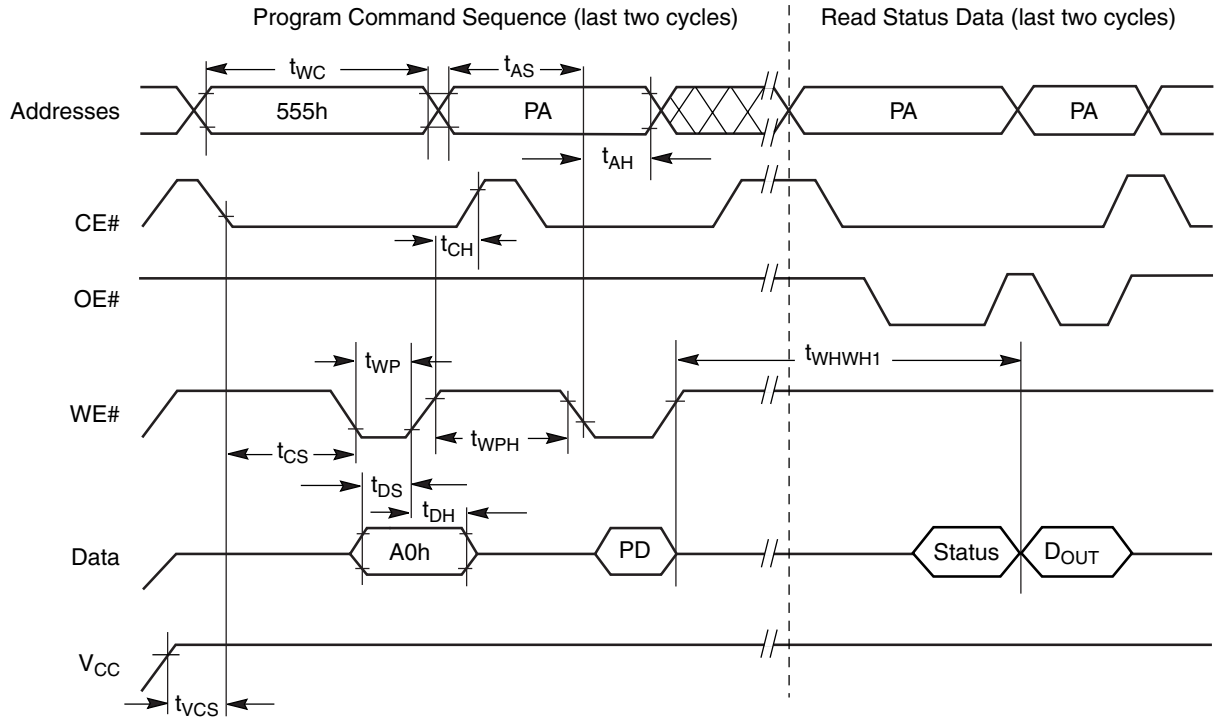 Program Command Sequence (last two cycles)
Read Status Data (last two cycles)
tWC
tAS
Addresses
555h
PA
PA
PA
tAH
CE#
tCH
OE#
tWP
tWHWH1
WE#
tCS
tWPH
tDS
tDH
Data
A0h
PD
Status
DOUT
VCC
tVCS